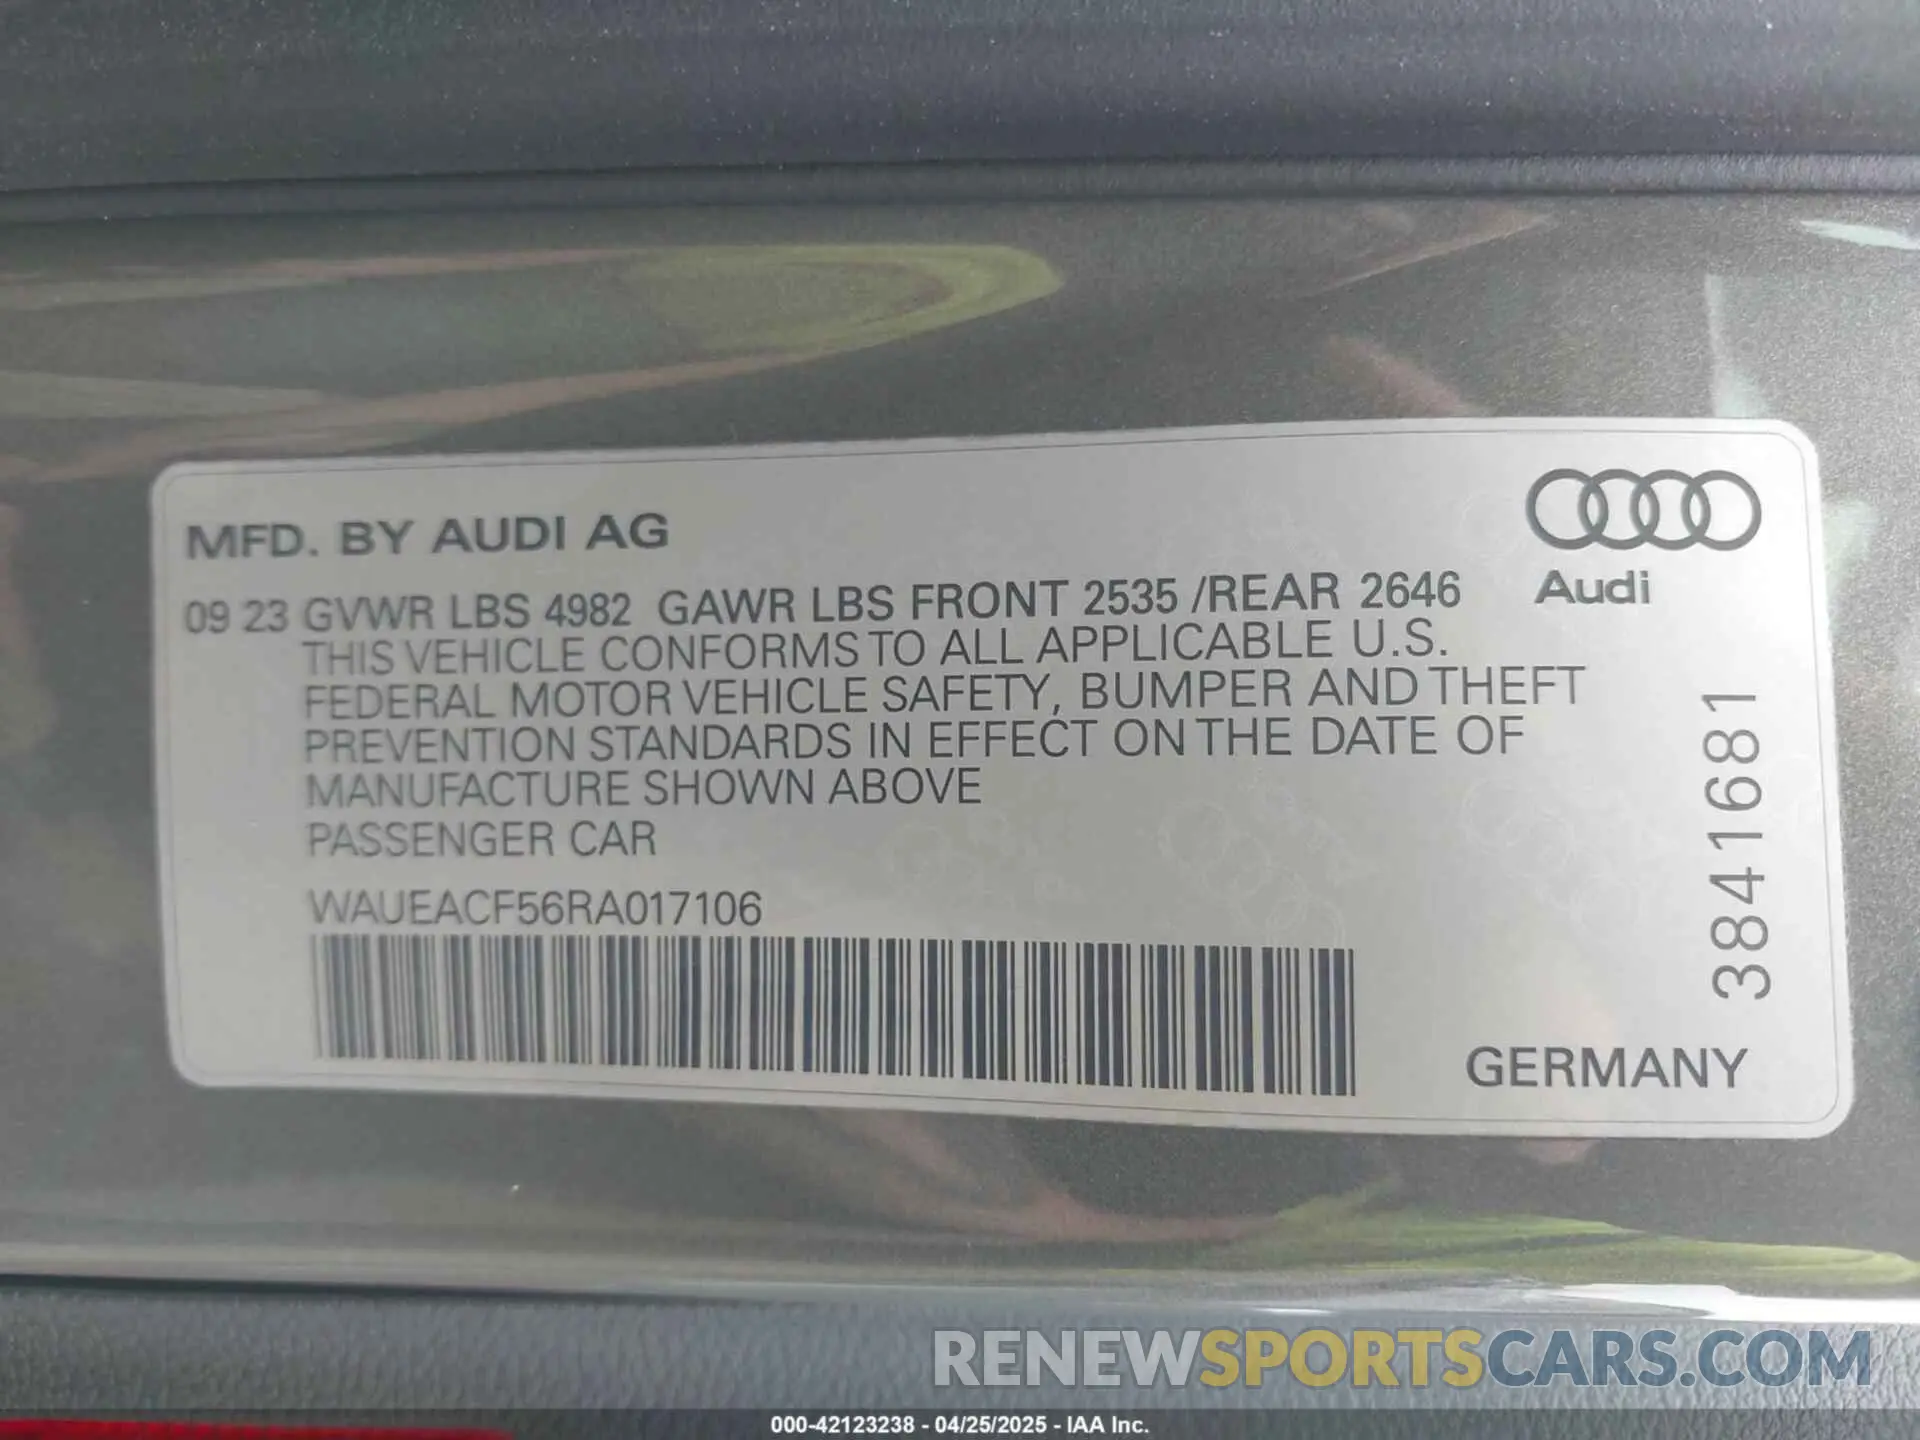 MFD. BY AUDI AG
Audi
09 23 GVWR LBS 4982 GAWR LBS FRONT 2535 /REAR 2646
THIS VEHICLE CONFORMS TO ALL APPLICABLE U.S.
FEDERAL MOTOR VEHICLE SAFETY, BUMPER AND THEFT
PREVENTION STANDARDS IN EFFECT ON THE DATE OF
MANUFACTURE SHOWN ABOVE
PASSENGER CAR
WAUEACF56RA017106
3841681
GERMANY
RENEWSPORTSCARS.COM
000-42123238 - 04/25/2025 - IAA Inc.